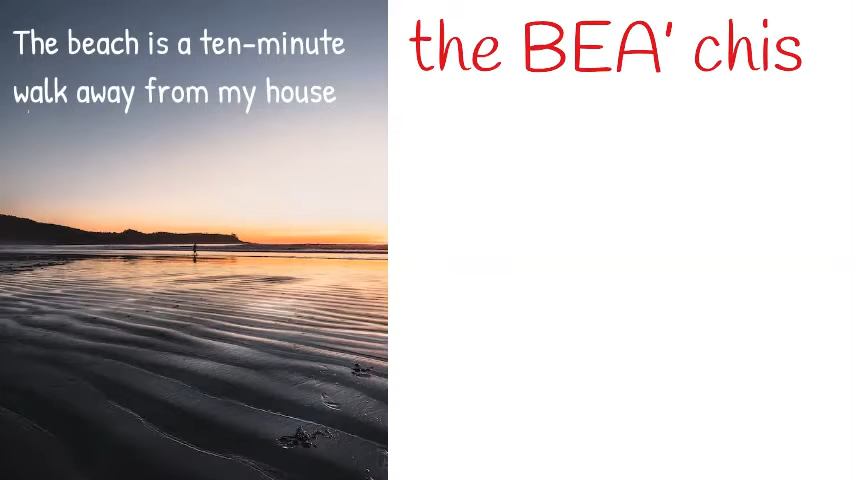 The beach is a ten-minute
walk away from my house
the BEA' chis